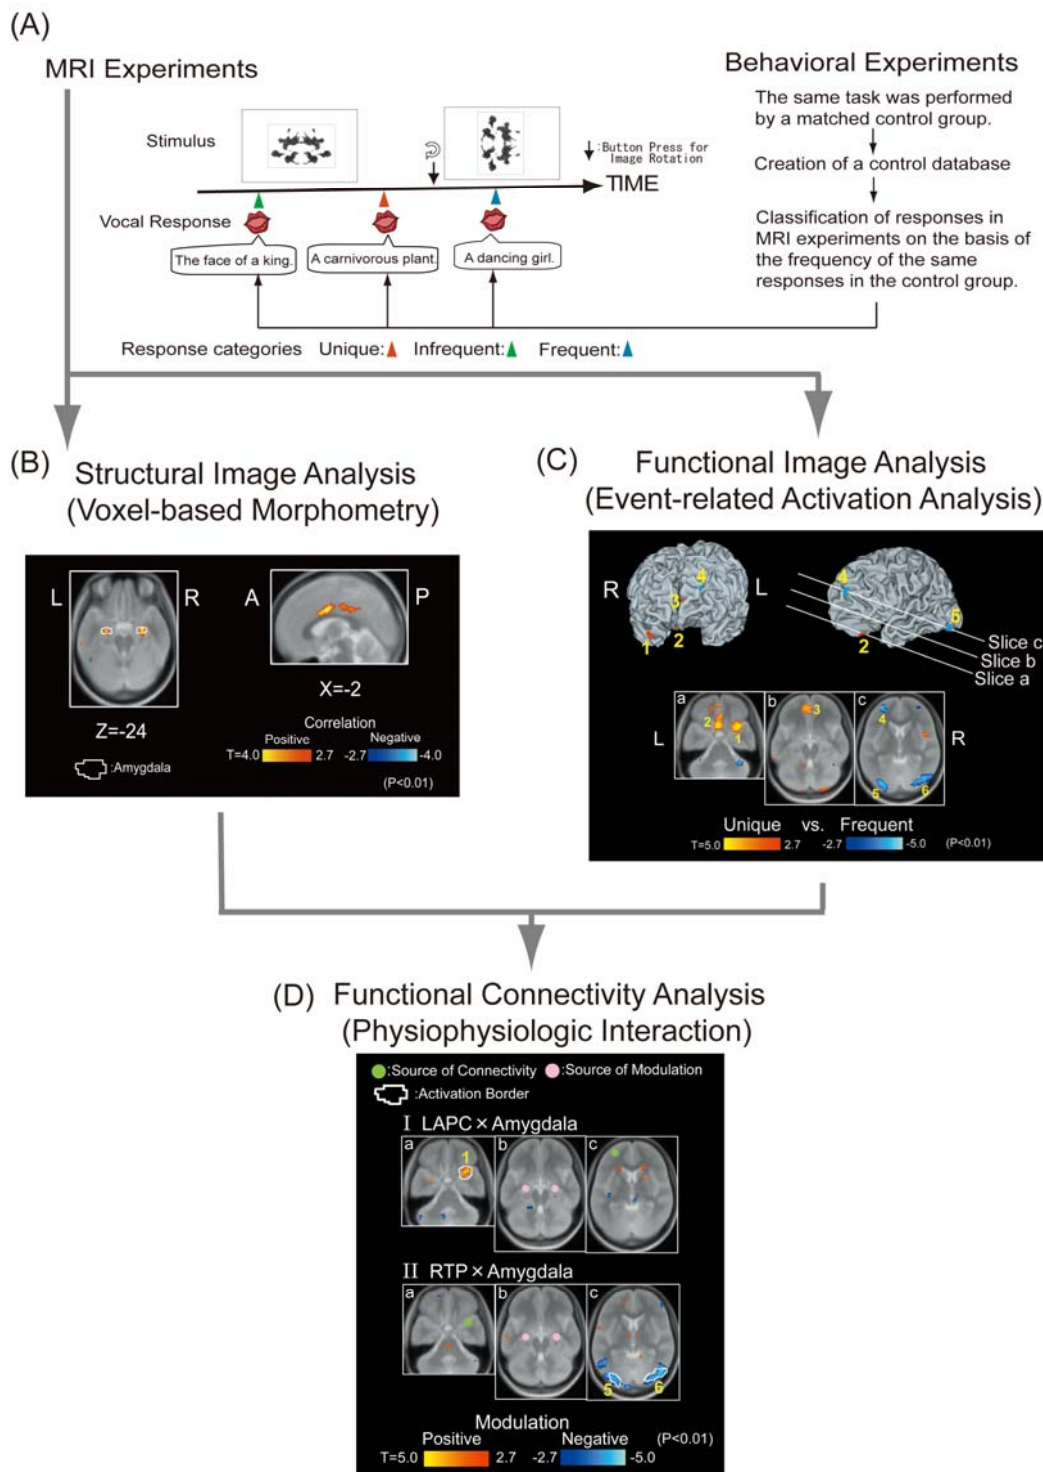 (A)
MRI Experiments
Behavioral Experiments
The same task was performed
by a matched control group.
Creation of a control database
Classification of responses in
MRI experiments on the basis of
the frequency of the same
responses in the control group.
Stimulus
:Button Press for
Image Rotation
TIME
Vocal Response
The face of a king.
A carnivorous plant.
A dancing girl.
Response categories Unique: Infrequent: Frequent:
(B)
Structural Image Analysis
(Voxel-based Morphometry)
L R A P
Z=-24
X=-2
Correlation
Positive Negative
T=4.0 2.7 -2.7 -4.0
:Amygdala
(P<0.01)
(C)
Functional Image Analysis
(Event-related Activation Analysis)
R L
4
3
1
2
4
5
2
Slice c
Slice b
Slice a
a b c
L R
2 1
3
4
5 6
Unique vs. Frequent
T=5.0 2.7 -2.7 -5.0 (P<0.01)
(D)
Functional Connectivity Analysis
(Physiophysiologic Interaction)
:Source of Connectivity :Source of Modulation
:Activation Border
I LAPC × Amygdala
a b c
1
II RTP × Amygdala
a b c
5 6
Modulation
Positive Negative (P<0.01)
T=5.0 2.7 -2.7 -5.0